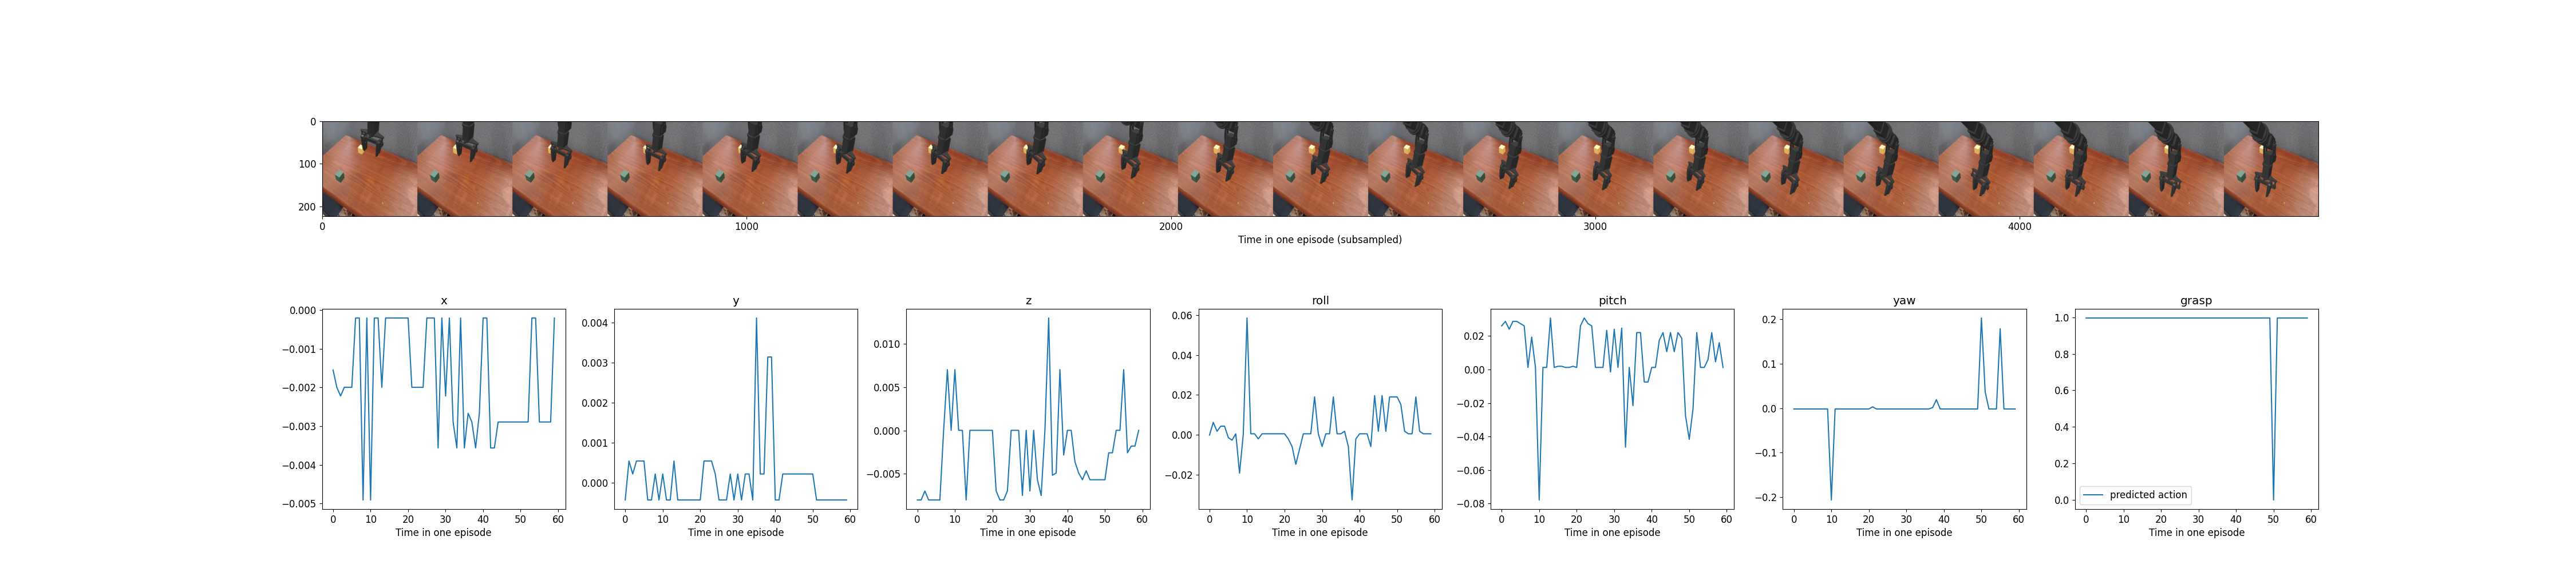 0
100
200
0 1000 2000 3000 4000
Time in one episode (subsampled)
x y z roll pitch yaw grasp
0.000
−0.001
−0.002
−0.003
−0.004
−0.005
0 10 20 30 40 50 60
Time in one episode
0.004
0.003
0.002
0.001
0.000
0 10 20 30 40 50 60
Time in one episode
0.010
0.005
0.000
−0.005
0 10 20 30 40 50 60
Time in one episode
0.06
0.04
0.02
0.00
−0.02
0 10 20 30 40 50 60
Time in one episode
0.02
0.00
−0.02
−0.04
−0.06
−0.08
0 10 20 30 40 50 60
Time in one episode
0.2
0.1
0.0
−0.1
−0.2
0 10 20 30 40 50 60
Time in one episode
1.0
0.8
0.6
0.4
0.2
0.0
predicted action
0 10 20 30 40 50 60
Time in one episode